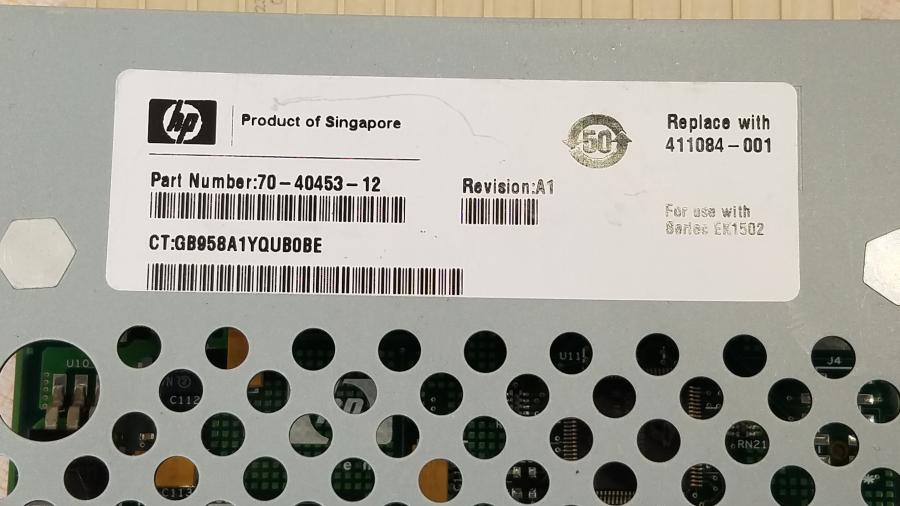 hp
Product of Singapore
50
Replace with
411084-001
Part Number:70-40453-12
Revision:A1
For use with
Series EK1502
CT:GB958A1YQUB0BE
U10
U11
J4
N
C112
RN21
e
C113